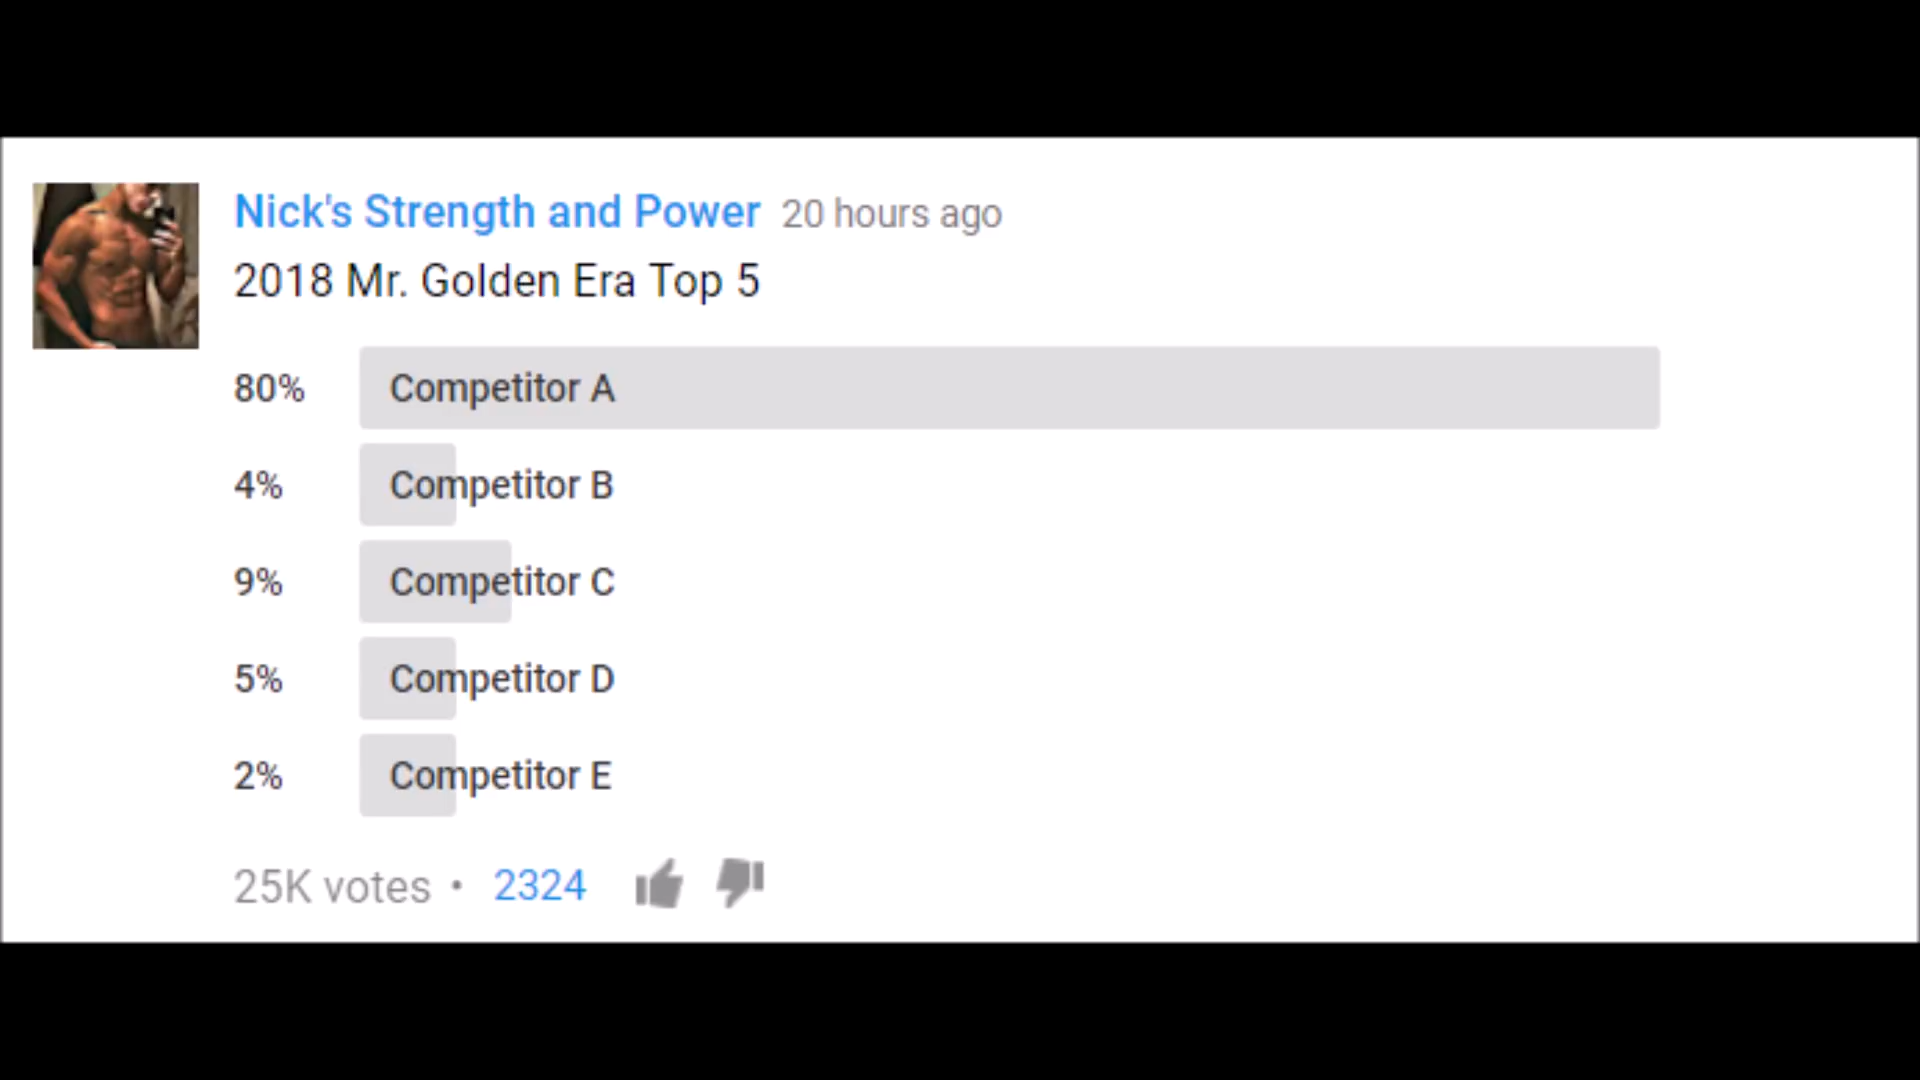 Nick's Strength and Power 20 hours ago
2018 Mr. Golden Era Top 5
80% Competitor A
4% Competitor B
9% Competitor C
5% Competitor D
2% Competitor E
25K votes • 2324